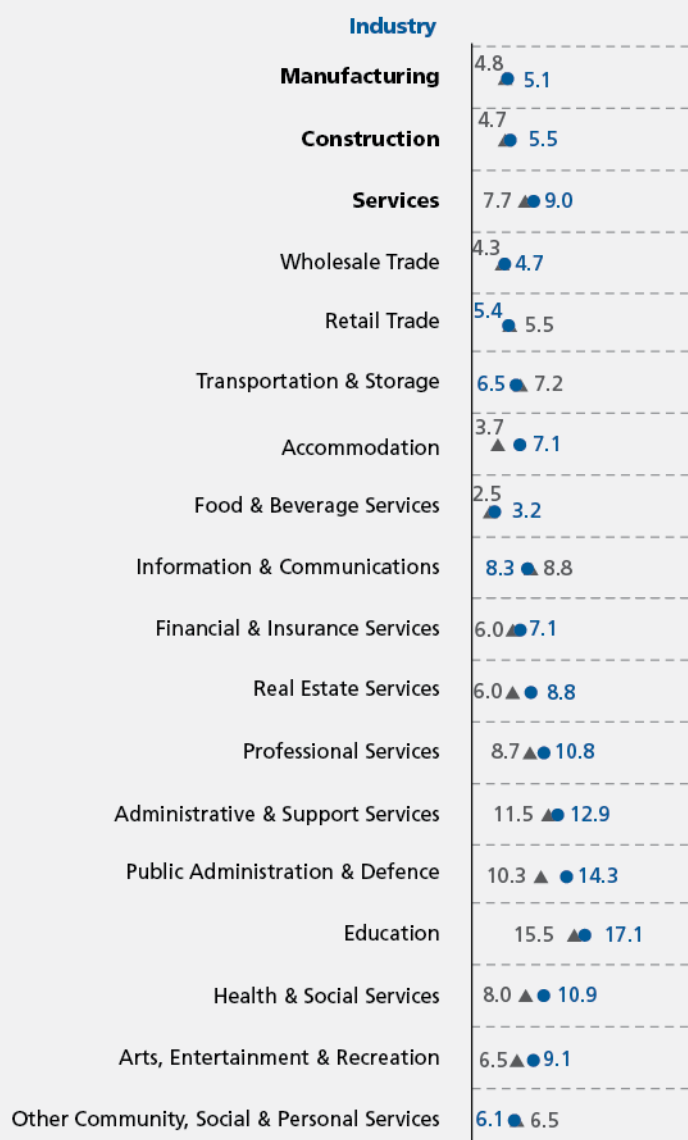 Industry
Manufacturing 4.8 5.1
Construction 4.7 5.5
Services 7.7 9.0
Wholesale Trade 4.3 4.7
Retail Trade 5.4 5.5
Transportation & Storage 6.5 7.2
Accommodation 3.7 7.1
Food & Beverage Services 2.5 3.2
Information & Communications 8.3 8.8
Financial & Insurance Services 6.0 7.1
Real Estate Services 6.0 8.8
Professional Services 8.7 10.8
Administrative & Support Services 11.5 12.9
Public Administration & Defence 10.3 14.3
Education 15.5 17.1
Health & Social Services 8.0 10.9
Arts, Entertainment & Recreation 6.5 9.1
Other Community, Social & Personal Services 6.1 6.5